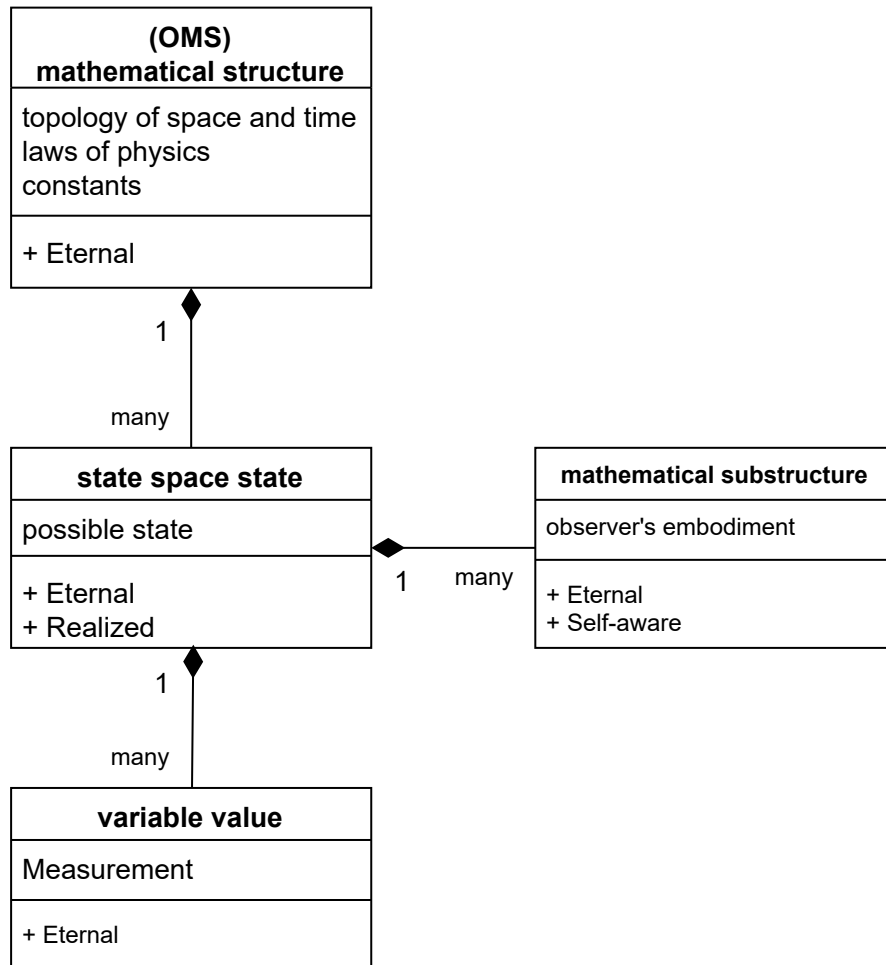 (OMS)
mathematical structure
topology of space and time
laws of physics
constants
+ Eternal
1
many
state space state
possible state
+ Eternal
+ Realized
1
many
mathematical substructure
observer's embodiment
+ Eternal
+ Self-aware
1
many
variable value
Measurement
+ Eternal